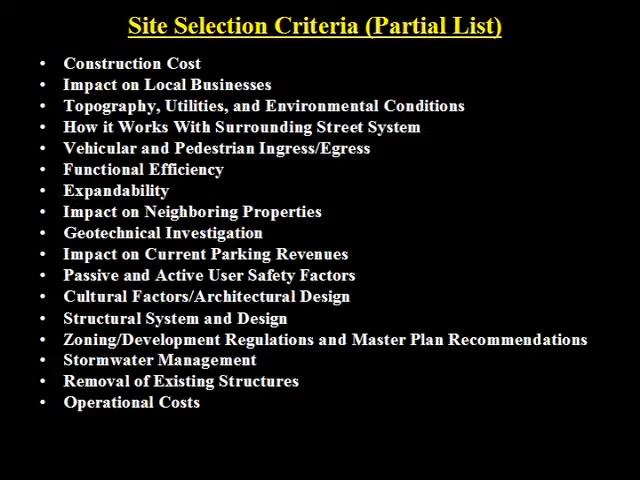 Site Selection Criteria (Partial List)
• Construction Cost
• Impact on Local Businesses
• Topography, Utilities, and Environmental Conditions
• How it Works With Surrounding Street System
• Vehicular and Pedestrian Ingress/Egress
• Functional Efficiency
• Expandability
• Impact on Neighboring Properties
• Geotechnical Investigation
• Impact on Current Parking Revenues
• Passive and Active User Safety Factors
• Cultural Factors/Architectural Design
• Structural System and Design
• Zoning/Development Regulations and Master Plan Recommendations
• Stormwater Management
• Removal of Existing Structures
• Operational Costs